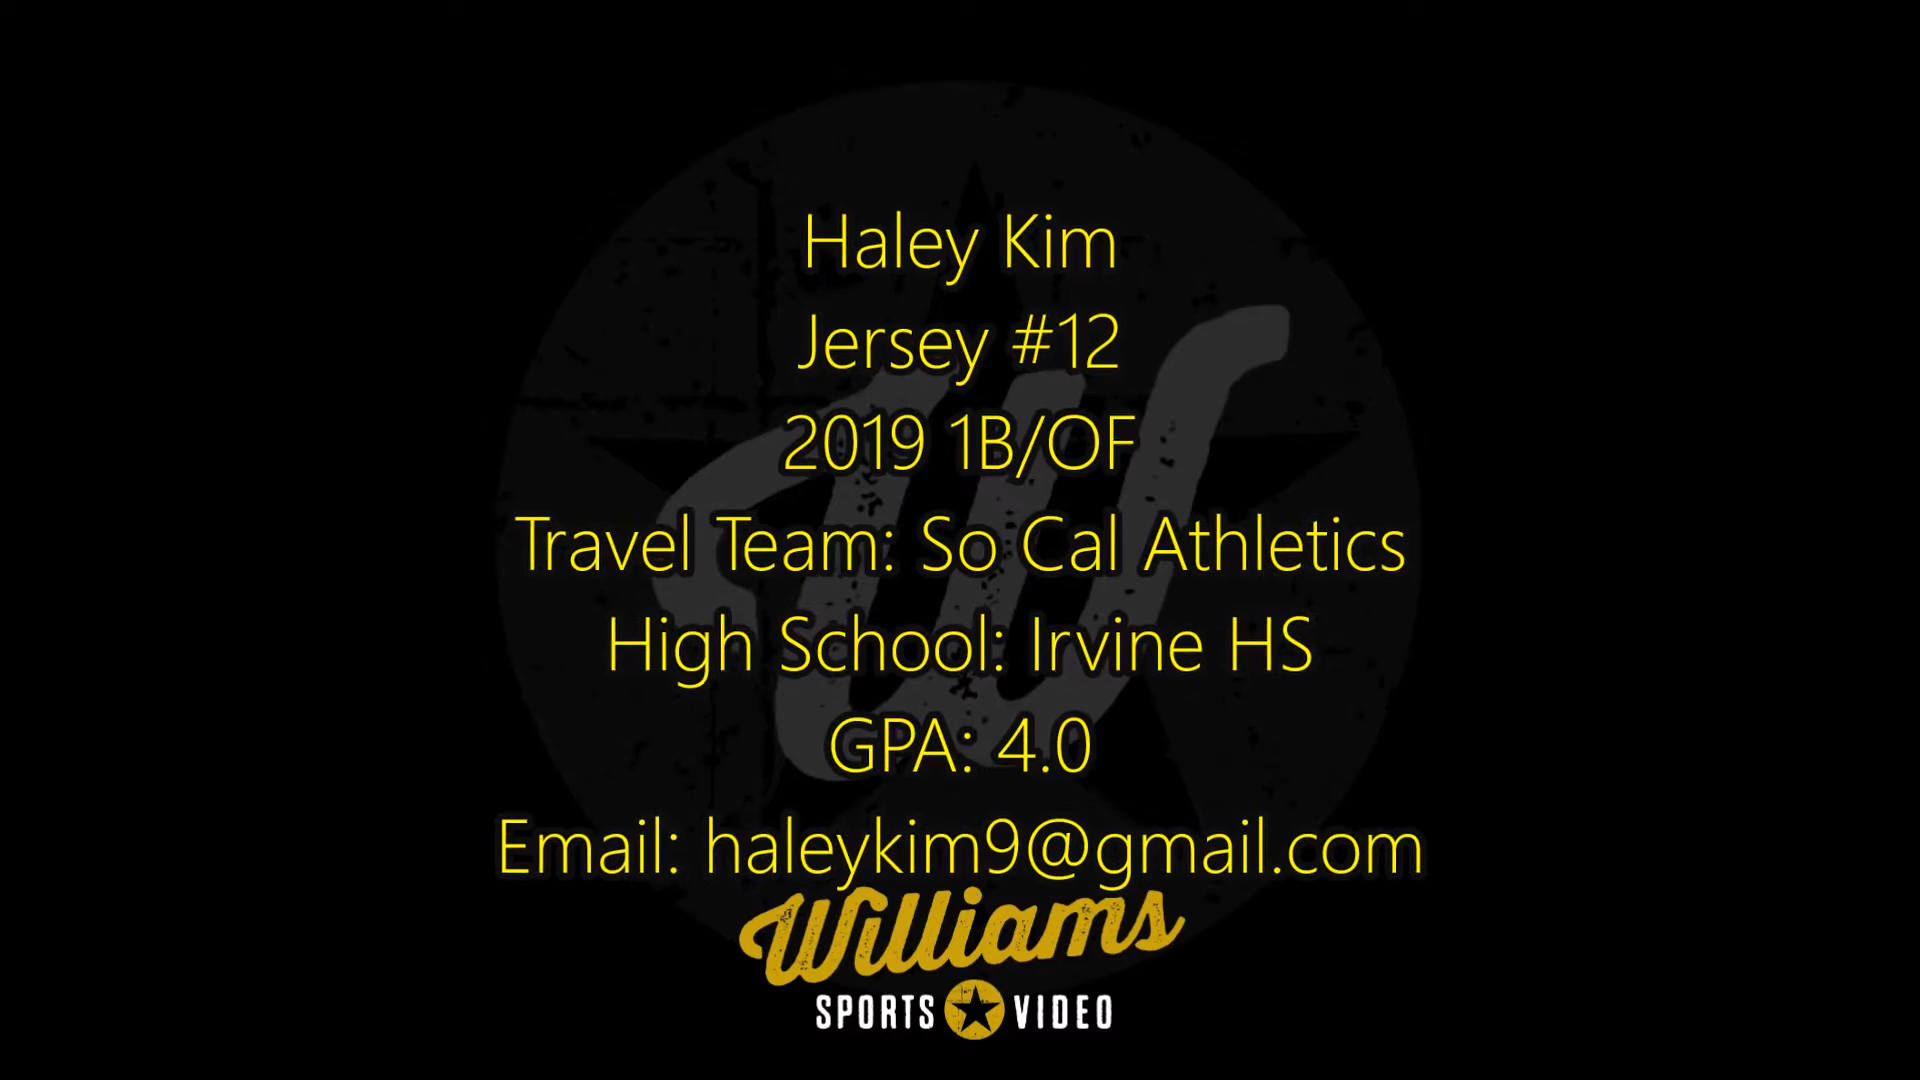 Haley Kim
Jersey #12
2019 1B/OF
Travel Team: So Cal Athletics
High School: Irvine HS
GPA: 4.0
Email: haleykim9@gmail.com
Williams
SPORTS VIDEO